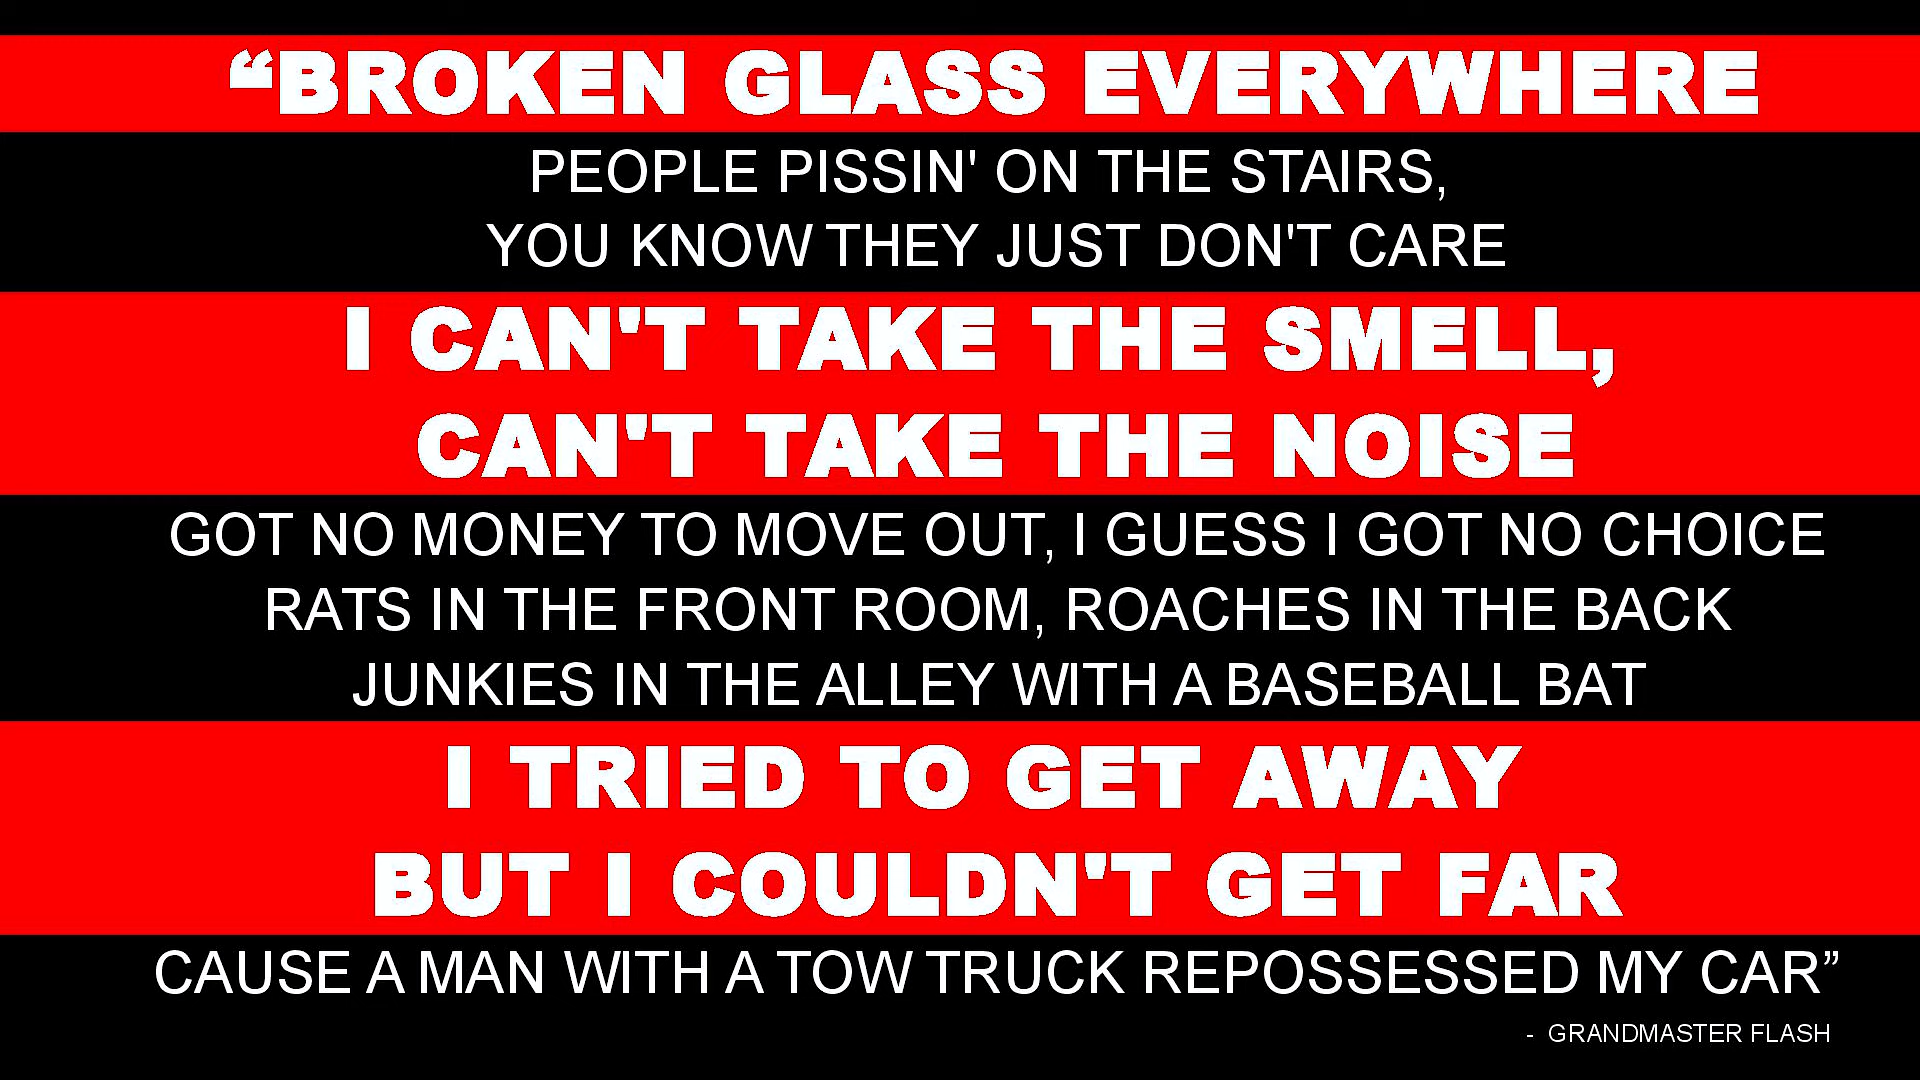 “BROKEN GLASS EVERYWHERE
PEOPLE PISSIN' ON THE STAIRS,
YOU KNOW THEY JUST DON'T CARE
I CAN'T TAKE THE SMELL,
CAN'T TAKE THE NOISE
GOT NO MONEY TO MOVE OUT, I GUESS I GOT NO CHOICE
RATS IN THE FRONT ROOM, ROACHES IN THE BACK
JUNKIES IN THE ALLEY WITH A BASEBALL BAT
I TRIED TO GET AWAY
BUT I COULDN'T GET FAR
CAUSE A MAN WITH A TOW TRUCK REPOSSESSED MY CAR”
- GRANDMASTER FLASH